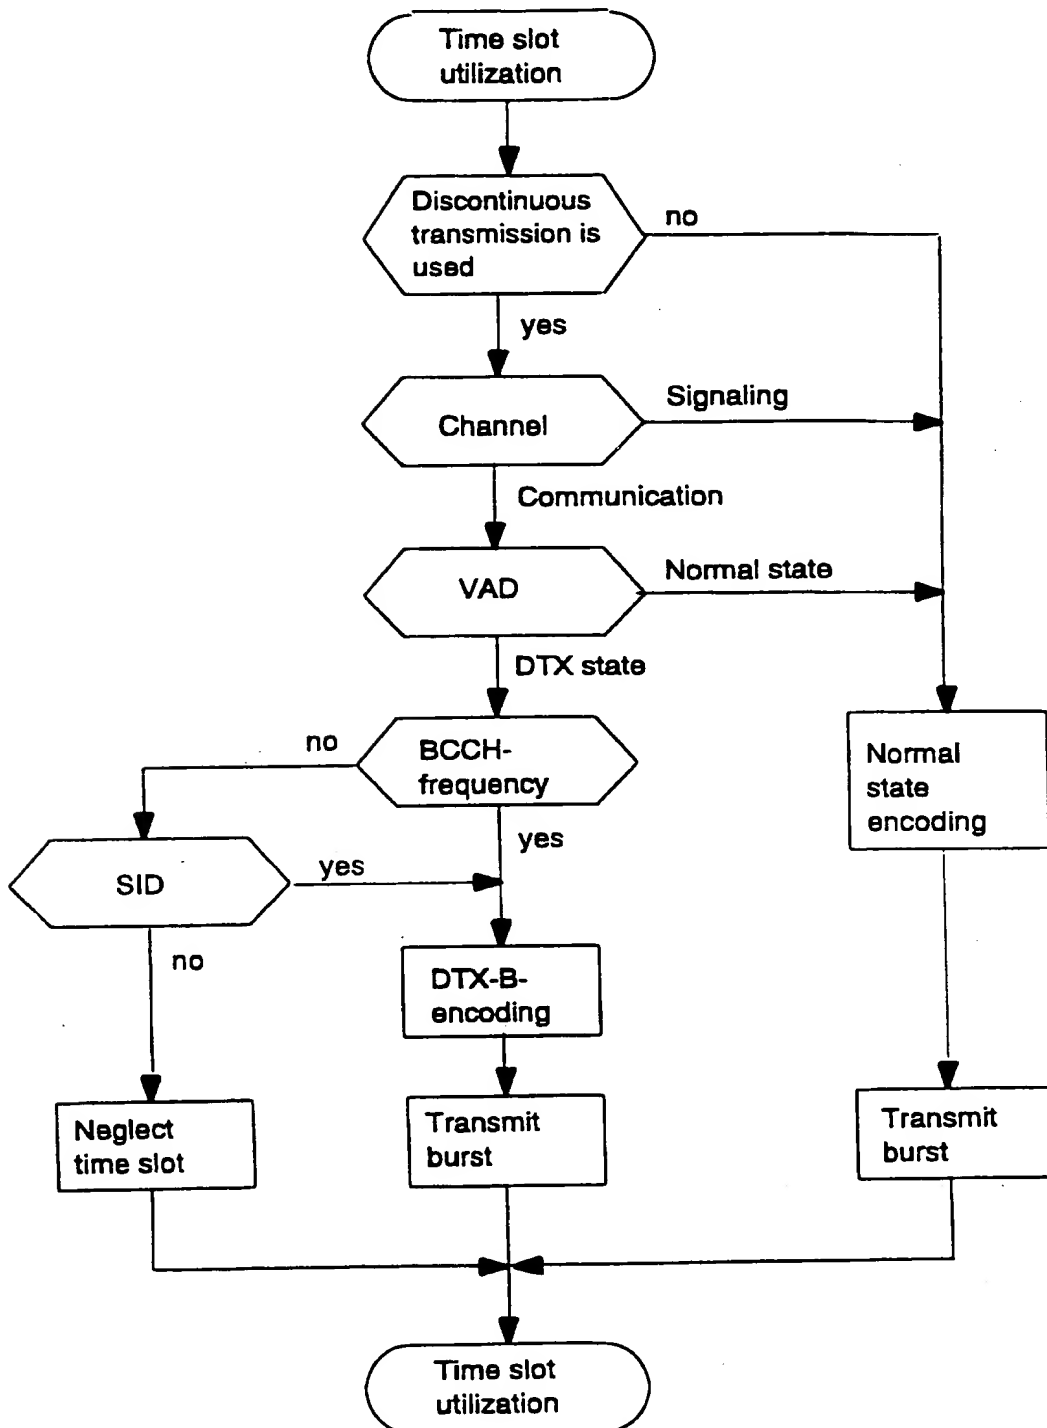 Time slot
utilization
Discontinuous
transmission is
used
no
yes
Channel
Signaling
Communication
VAD
Normal state
DTX state
BCCH-
frequency
no
yes
Normal
state
encoding
SID
yes
no
DTX-B-
encoding
Neglect
time slot
Transmit
burst
Transmit
burst
Time slot
utilization